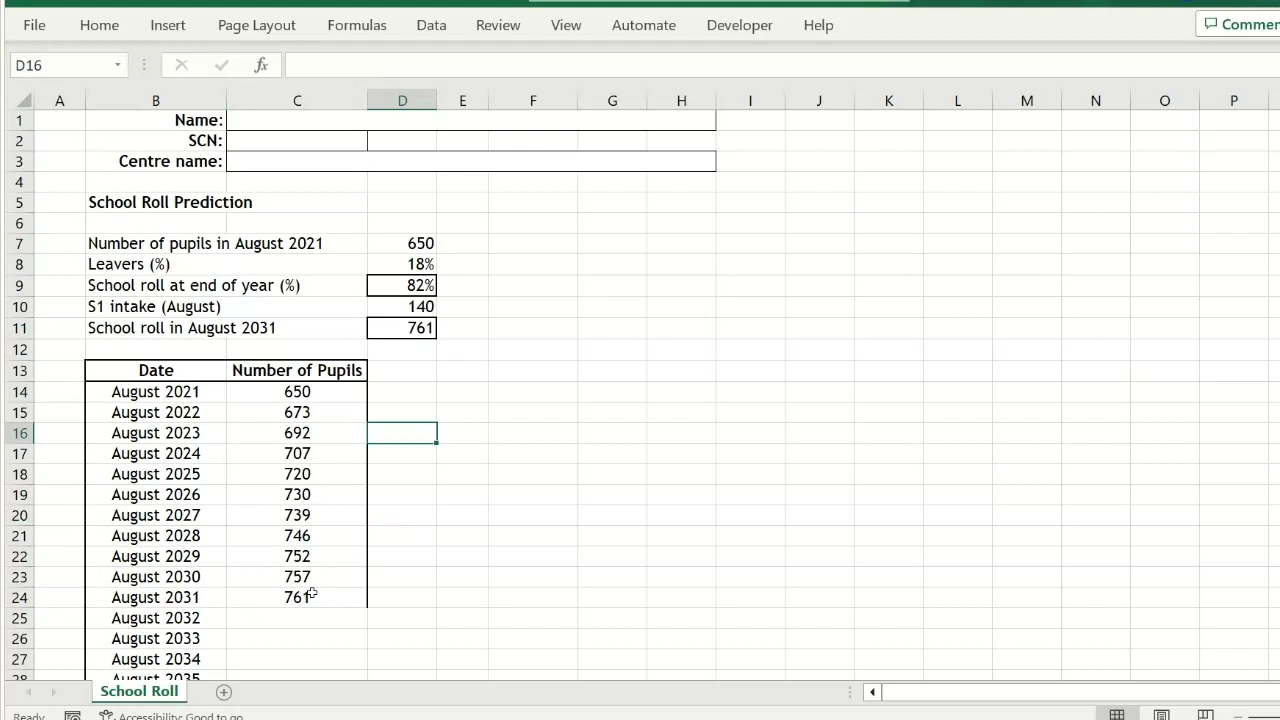 File Home Insert Page Layout Formulas Data Review View Automate Developer Help Commen
D16 fx
A B C D E F G H I J K L M N O P
1 Name:
2 SCN:
3 Centre name:
4
5 School Roll Prediction
6
7 Number of pupils in August 2021 650
8 Leavers (%) 18%
9 School roll at end of year (%) 82%
10 S1 intake (August) 140
11 School roll in August 2031 761
12
13 Date Number of Pupils
14 August 2021 650
15 August 2022 673
16 August 2023 692
17 August 2024 707
18 August 2025 720
19 August 2026 730
20 August 2027 739
21 August 2028 746
22 August 2029 752
23 August 2030 757
24 August 2031 761
25 August 2032
26 August 2033
27 August 2034
28 August 2035
School Roll
Ready Accessibility: Good to go